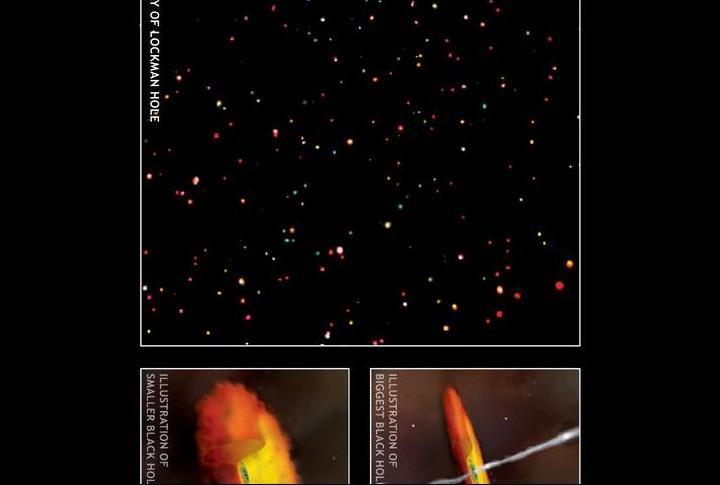 Y OF LOCKMAN HOLE
ILLUSTRATION OF
SMALLER BLACK HOL
ILLUSTRATION OF
BIGGEST BLACK HOL